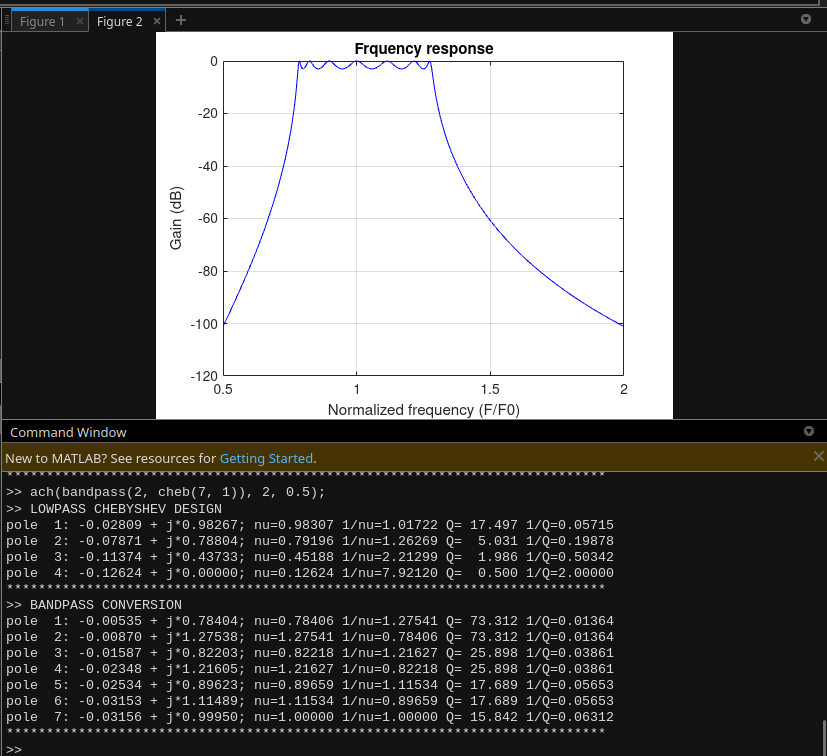 Figure 1 × Figure 2 × +
Frquency response
0
-20
-40
-60
-80
-100
-120
Gain (dB)
0.5 1 1.5 2
Normalized frequency (F/F0)
Command Window
New to MATLAB? See resources for Getting Started. ×
***************************************************************************
>> ach(bandpass(2, cheb(7, 1)), 2, 0.5);
>> LOWPASS CHEBYSHEV DESIGN
pole  1: -0.02809 + j*0.98267; nu=0.98307 1/nu=1.01722 Q= 17.497 1/Q=0.05715
pole  2: -0.07871 + j*0.78804; nu=0.79196 1/nu=1.26269 Q=  5.031 1/Q=0.19878
pole  3: -0.11374 + j*0.43733; nu=0.45188 1/nu=2.21299 Q=  1.986 1/Q=0.50342
pole  4: -0.12624 + j*0.00000; nu=0.12624 1/nu=7.92120 Q=  0.500 1/Q=2.00000
***************************************************************************
>> BANDPASS CONVERSION
pole  1: -0.00535 + j*0.78404; nu=0.78406 1/nu=1.27541 Q= 73.312 1/Q=0.01364
pole  2: -0.00870 + j*1.27538; nu=1.27541 1/nu=0.78406 Q= 73.312 1/Q=0.01364
pole  3: -0.01587 + j*0.82203; nu=0.82218 1/nu=1.21627 Q= 25.898 1/Q=0.03861
pole  4: -0.02348 + j*1.21605; nu=1.21627 1/nu=0.82218 Q= 25.898 1/Q=0.03861
pole  5: -0.02534 + j*0.89623; nu=0.89659 1/nu=1.11534 Q= 17.689 1/Q=0.05653
pole  6: -0.03153 + j*1.11489; nu=1.11534 1/nu=0.89659 Q= 17.689 1/Q=0.05653
pole  7: -0.03156 + j*0.99950; nu=1.00000 1/nu=1.00000 Q= 15.842 1/Q=0.06312
***************************************************************************
>>